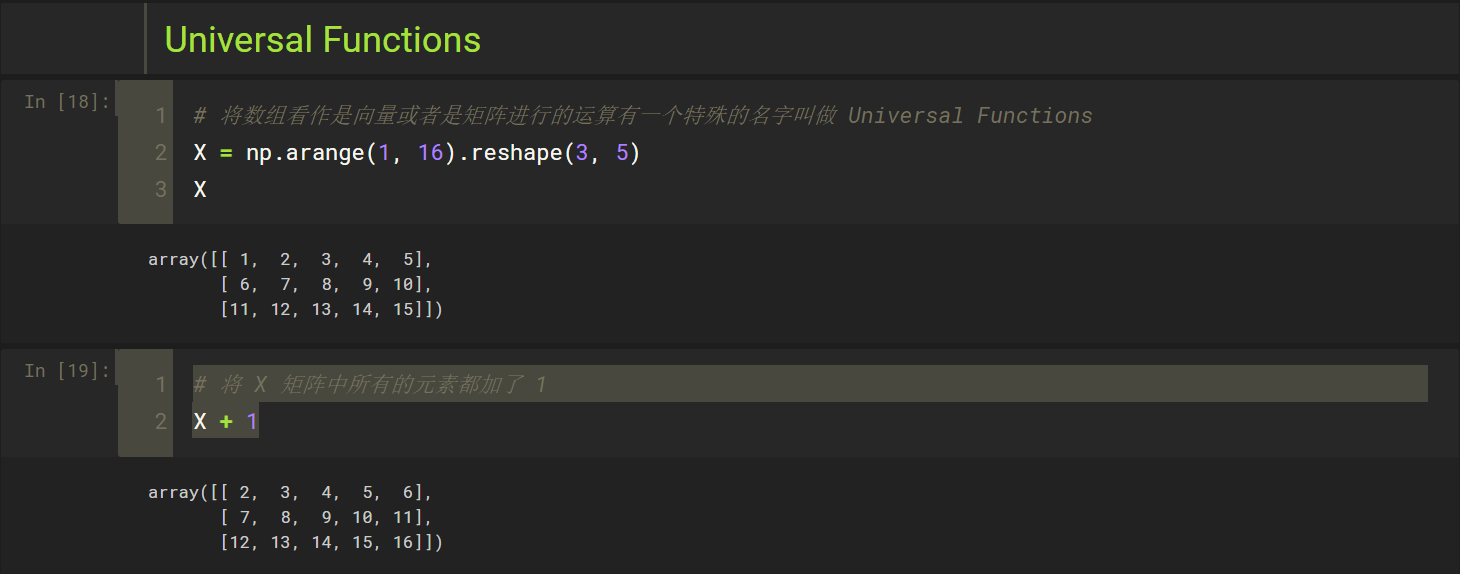 Universal Functions
In [18]:
1 # 将数组看作是向量或者是矩阵进行的运算有一个特殊的名字叫做 Universal Functions
2 X = np.arange(1, 16).reshape(3, 5)
3 X
array([[ 1,  2,  3,  4,  5],
       [ 6,  7,  8,  9, 10],
       [11, 12, 13, 14, 15]])
In [19]:
1 # 将 X 矩阵中所有的元素都加了 1
2 X + 1
array([[ 2,  3,  4,  5,  6],
       [ 7,  8,  9, 10, 11],
       [12, 13, 14, 15, 16]])